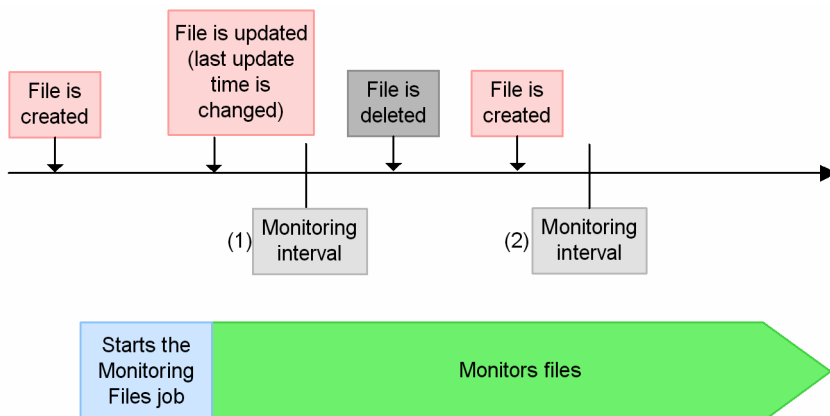 File is
created
File is updated
(last update
time is
changed)
File is
deleted
File is
created
(1)
Monitoring
interval
(2)
Monitoring
interval
Starts the
Monitoring
Files job
Monitors files